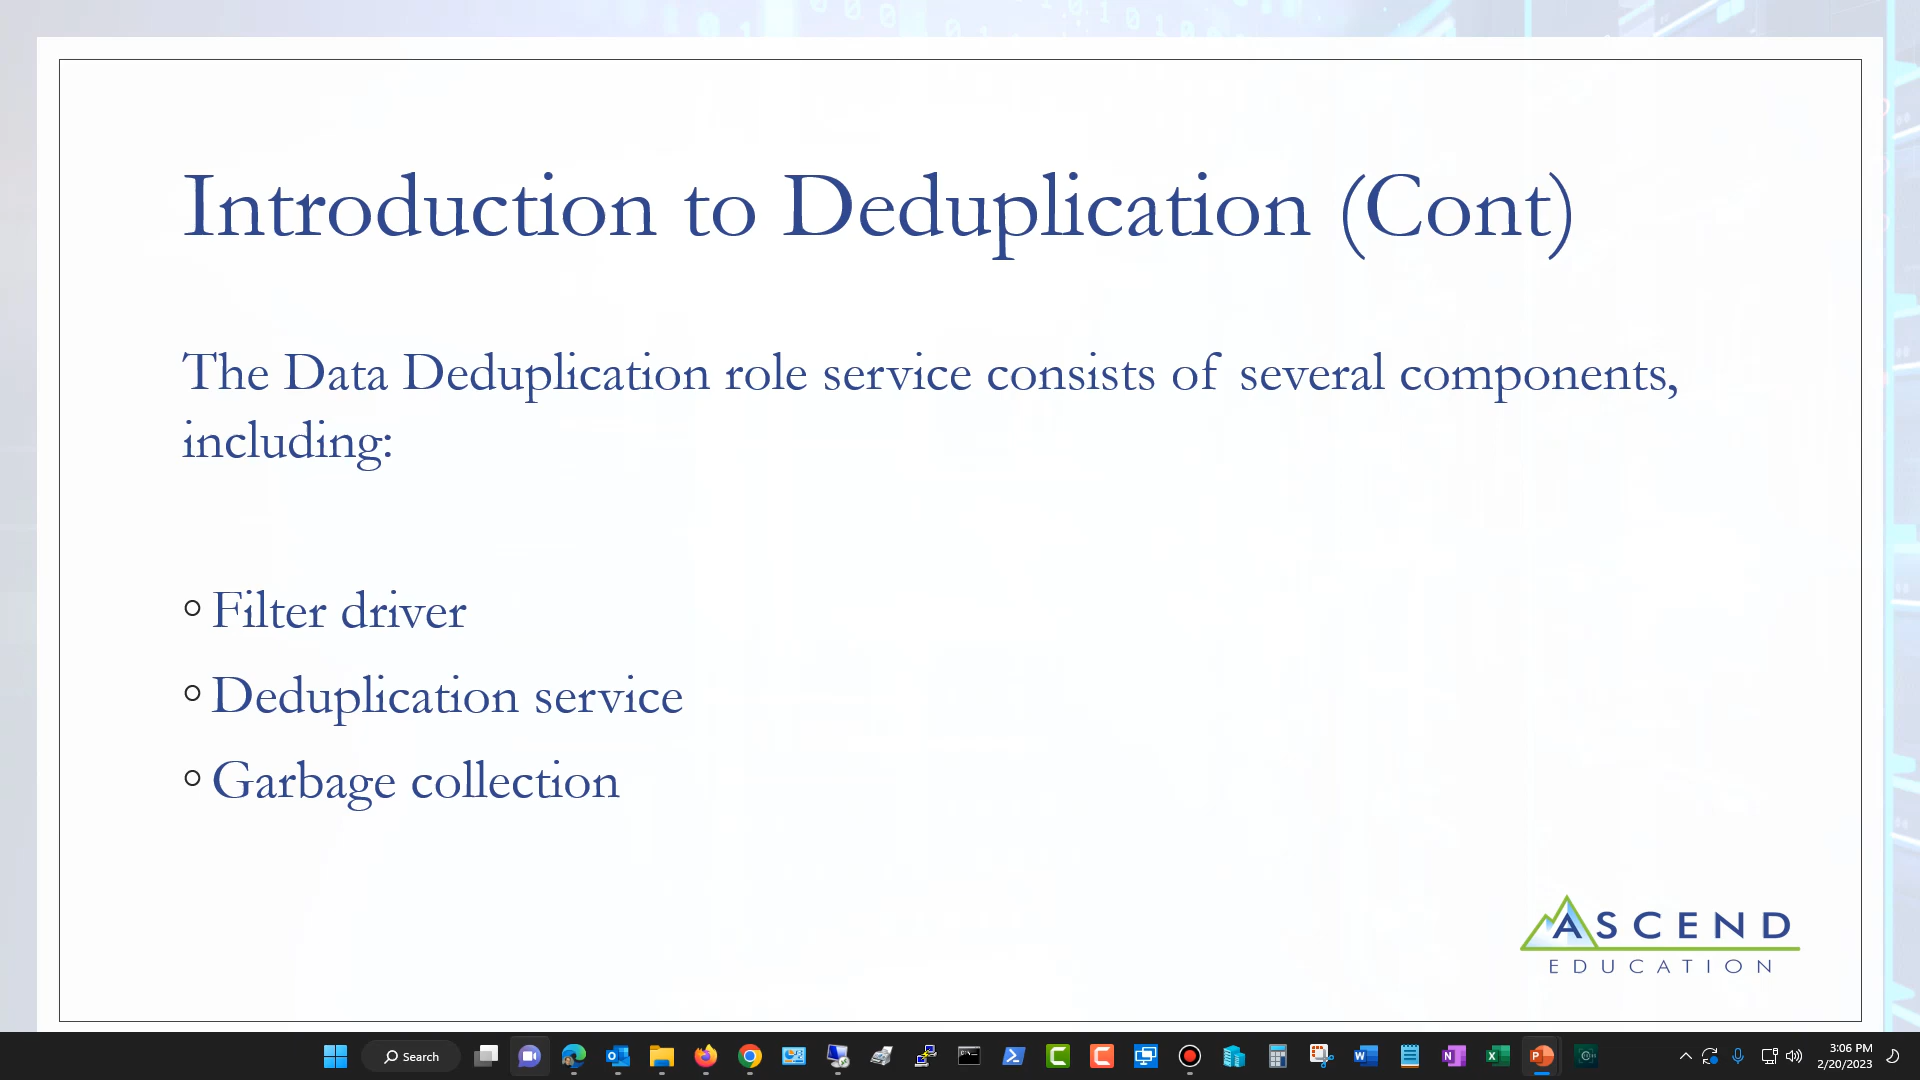 Introduction to Deduplication (Cont)
The Data Deduplication role service consists of several components,
including:
Filter driver
Deduplication service
Garbage collection
ASCEND
EDUCATION
Search
3:06 PM
2/20/2023